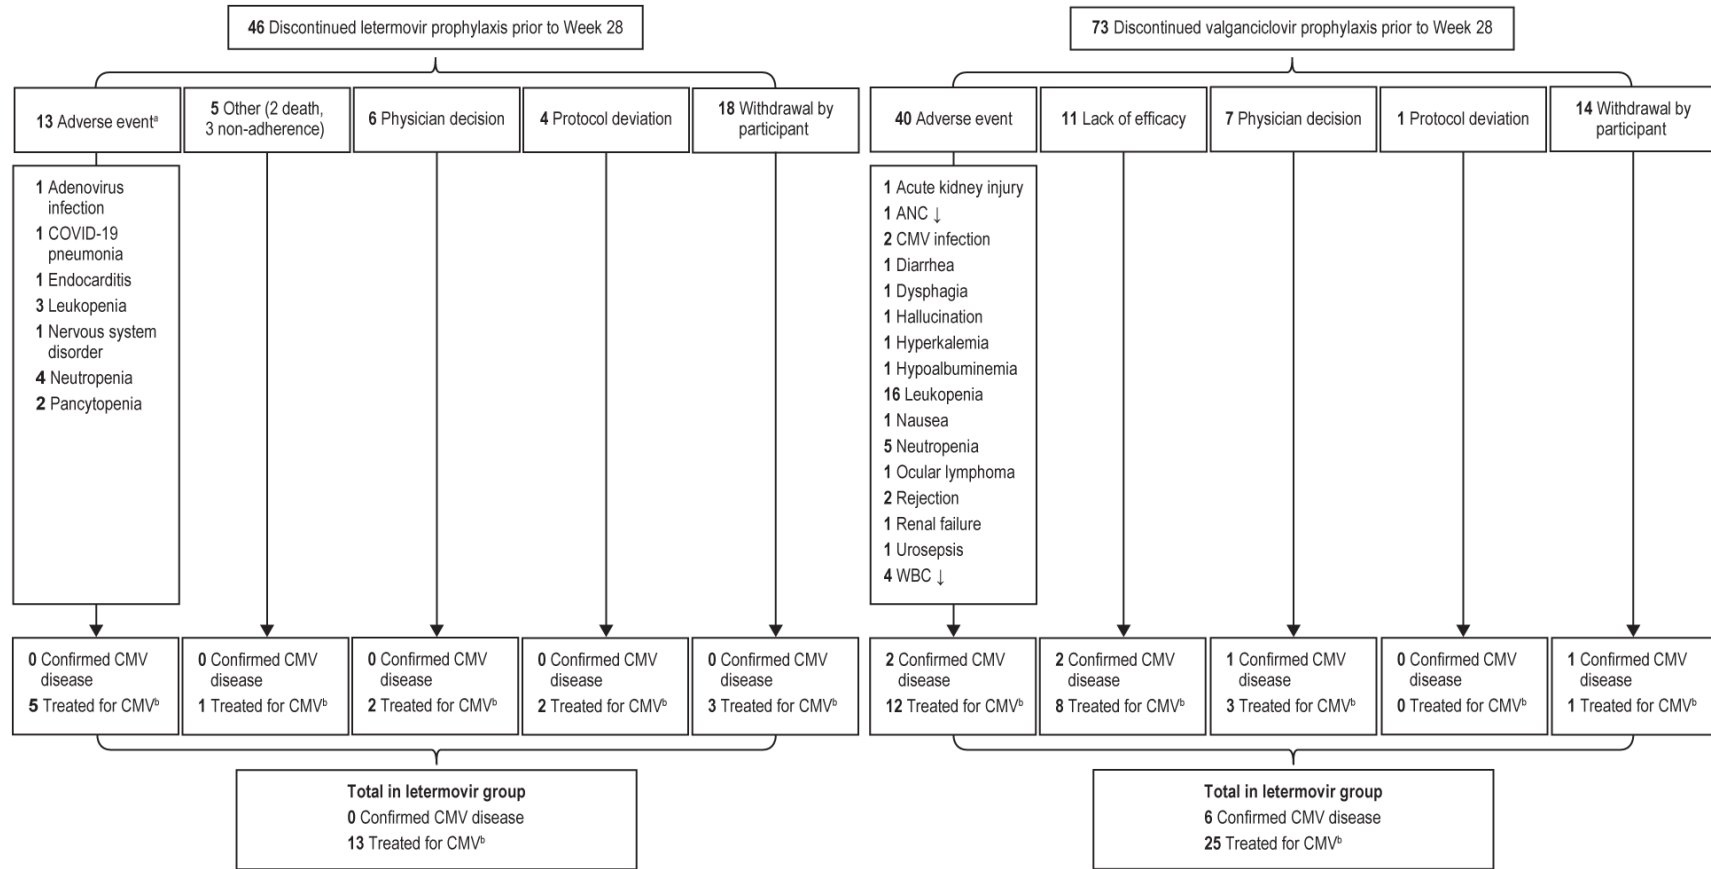 46 Discontinued letermovir prophylaxis prior to Week 28
13 Adverse eventᵃ
5 Other (2 death,
3 non-adherence)
6 Physician decision
4 Protocol deviation
18 Withdrawal by
participant
1 Adenovirus
infection
1 COVID-19
pneumonia
1 Endocarditis
3 Leukopenia
1 Nervous system
disorder
4 Neutropenia
2 Pancytopenia
0 Confirmed CMV
disease
5 Treated for CMVᵇ
0 Confirmed CMV
disease
1 Treated for CMVᵇ
0 Confirmed CMV
disease
2 Treated for CMVᵇ
0 Confirmed CMV
disease
2 Treated for CMVᵇ
0 Confirmed CMV
disease
3 Treated for CMVᵇ
Total in letermovir group
0 Confirmed CMV disease
13 Treated for CMVᵇ
73 Discontinued valganciclovir prophylaxis prior to Week 28
40 Adverse event
11 Lack of efficacy
7 Physician decision
1 Protocol deviation
14 Withdrawal by
participant
1 Acute kidney injury
1 ANC ↓
2 CMV infection
1 Diarrhea
1 Dysphagia
1 Hallucination
1 Hyperkalemia
1 Hypoalbuminemia
16 Leukopenia
1 Nausea
5 Neutropenia
1 Ocular lymphoma
2 Rejection
1 Renal failure
1 Urosepsis
4 WBC ↓
2 Confirmed CMV
disease
12 Treated for CMVᵇ
2 Confirmed CMV
disease
8 Treated for CMVᵇ
1 Confirmed CMV
disease
3 Treated for CMVᵇ
0 Confirmed CMV
disease
0 Treated for CMVᵇ
1 Confirmed CMV
disease
1 Treated for CMVᵇ
Total in letermovir group
6 Confirmed CMV disease
25 Treated for CMVᵇ